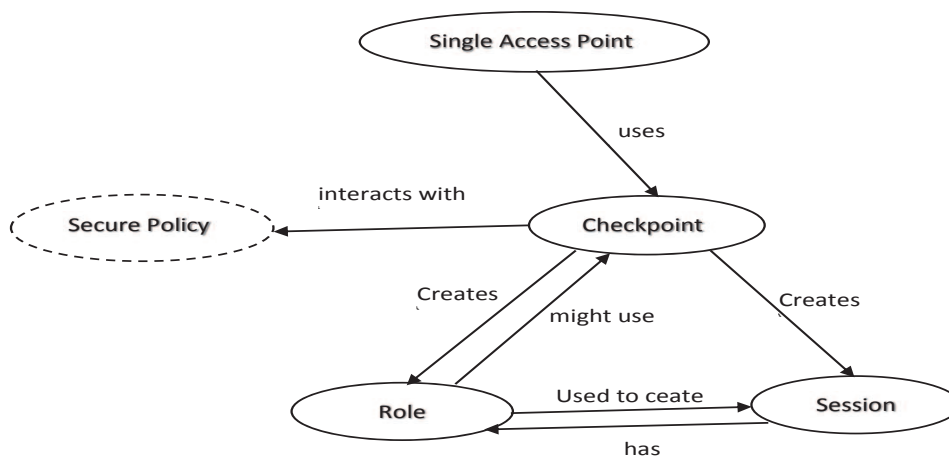 Single Access Point
uses
interacts with
Secure Policy
Checkpoint
Creates
might use
Creates
Role
Used to ceate
Session
has